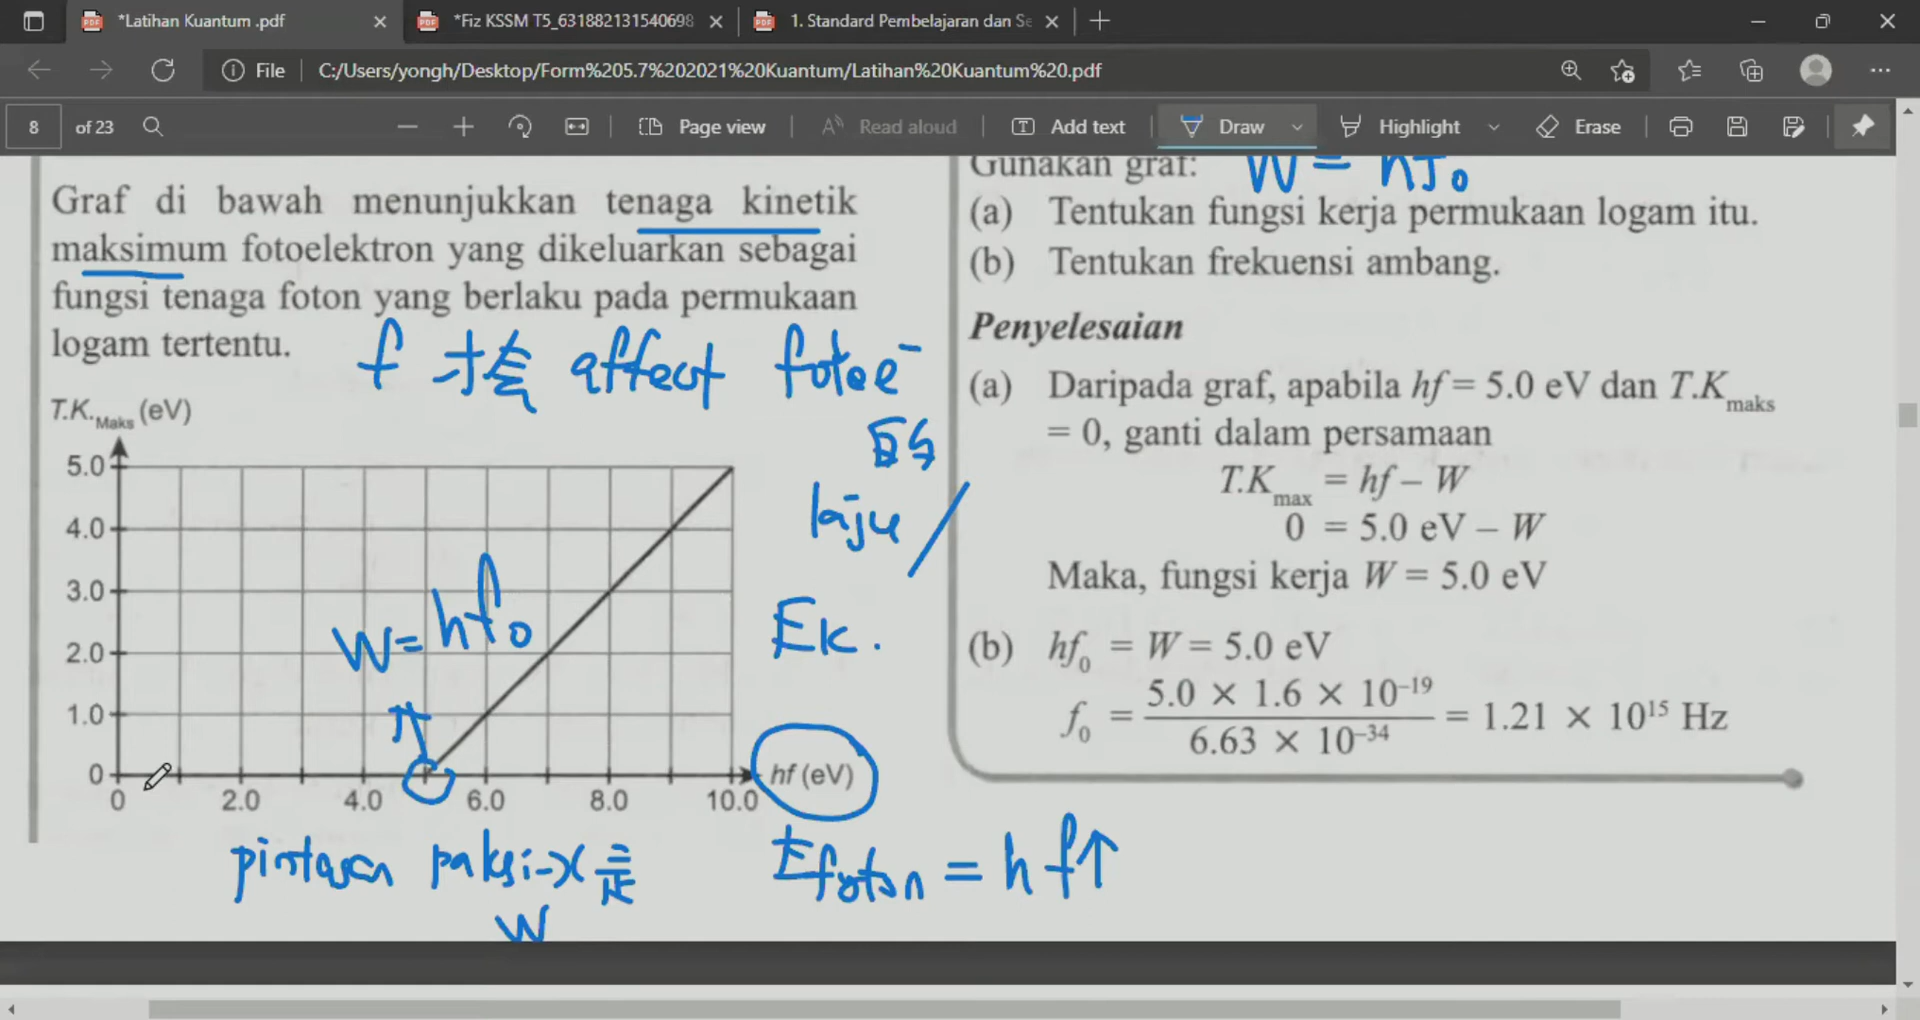 *Latihan Kuantum .pdf
*Fiz KSSM T5_631882131540698
1. Standard Pembelajaran dan Se
File
C:/Users/yongh/Desktop/Form%205.7%202021%20Kuantum/Latihan%20Kuantum%20.pdf
8 of 23
Page view
Read aloud
Add text
Draw
Highlight
Erase
Graf di bawah menunjukkan tenaga kinetik
maksimum fotoelektron yang dikeluarkan sebagai
fungsi tenaga foton yang berlaku pada permukaan
logam tertentu.
f 才会 affect fotoe⁻
的
laju /
Ek.
T.K.Maks (eV)
5.0
4.0
3.0
2.0
1.0
0
W = hf₀
0 2.0 4.0 6.0 8.0 10.0
hf (eV)
pintasan paksi-x
W
Efoton = hf↑
Gunakan graf: W = hf₀
(a) Tentukan fungsi kerja permukaan logam itu.
(b) Tentukan frekuensi ambang.
Penyelesaian
(a) Daripada graf, apabila hf = 5.0 eV dan T.Kmaks
= 0, ganti dalam persamaan
T.Kmax = hf – W
0 = 5.0 eV – W
Maka, fungsi kerja W = 5.0 eV
(b) hf₀ = W = 5.0 eV
f₀ = 5.0 × 1.6 × 10⁻¹⁹ / 6.63 × 10⁻³⁴ = 1.21 × 10¹⁵ Hz